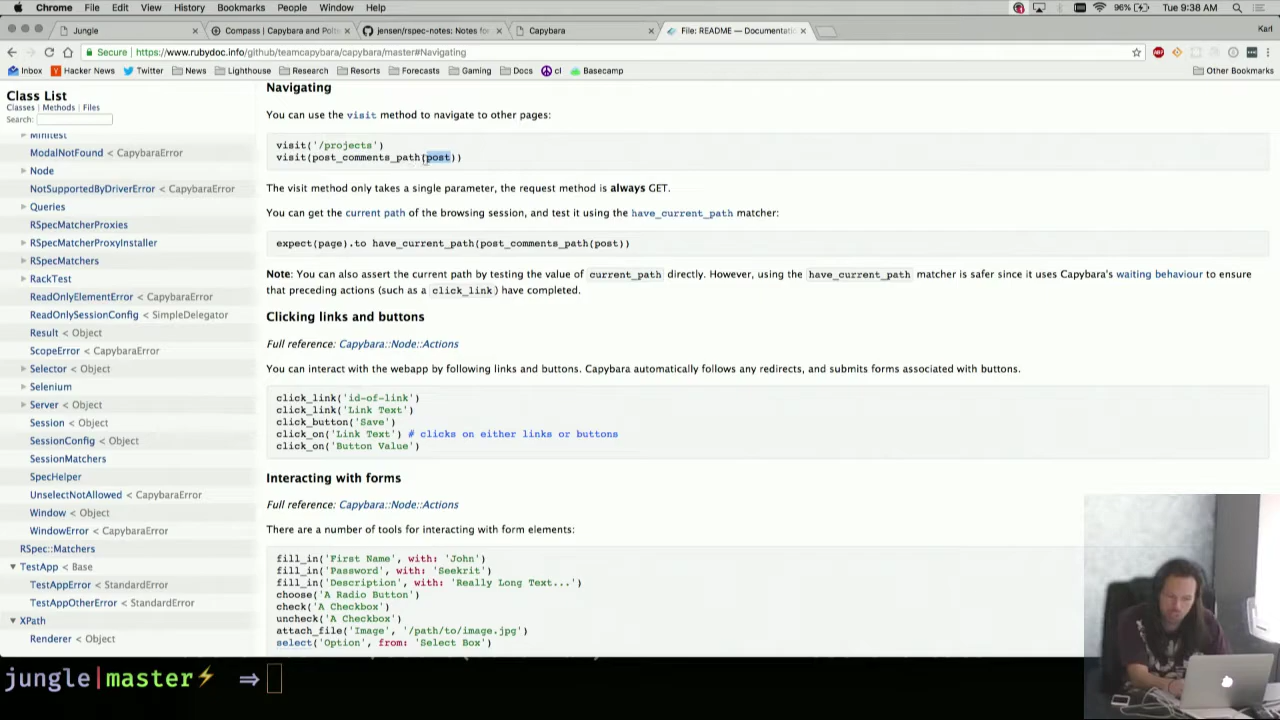 Chrome File Edit View History Bookmarks People Window Help
96% Tue 9:38 AM
Jungle
Compass | Capybara and Polt
jensen/rspec-notes: Notes fo
Capybara
File: README — Documentati
Karl
Secure | https://www.rubydoc.info/github/teamcapybara/capybara/master#Navigating
Inbox Hacker News Twitter News Lighthouse Research Resorts Forecasts Gaming Docs cl Basecamp Other Bookmarks
Class List
Classes | Methods | Files
Search:
Minitest
ModalNotFound < CapybaraError
Node
NotSupportedByDriverError < CapybaraError
Queries
RSpecMatcherProxies
RSpecMatcherProxyInstaller
RSpecMatchers
RackTest
ReadOnlyElementError < CapybaraError
ReadOnlySessionConfig < SimpleDelegator
Result < Object
ScopeError < CapybaraError
Selector < Object
Selenium
Server < Object
Session < Object
SessionConfig < Object
SessionMatchers
SpecHelper
UnselectNotAllowed < CapybaraError
Window < Object
WindowError < CapybaraError
RSpec::Matchers
TestApp < Base
TestAppError < StandardError
TestAppOtherError < StandardError
XPath
Renderer < Object
Navigating
You can use the visit method to navigate to other pages:
visit('/projects')
visit(post_comments_path(post))
The visit method only takes a single parameter, the request method is always GET.
You can get the current path of the browsing session, and test it using the have_current_path matcher:
expect(page).to have_current_path(post_comments_path(post))
Note: You can also assert the current path by testing the value of current_path directly. However, using the have_current_path matcher is safer since it uses Capybara's waiting behaviour to ensure
that preceding actions (such as a click_link) have completed.
Clicking links and buttons
Full reference: Capybara::Node::Actions
You can interact with the webapp by following links and buttons. Capybara automatically follows any redirects, and submits forms associated with buttons.
click_link('id-of-link')
click_link('Link Text')
click_button('Save')
click_on('Link Text') # clicks on either links or buttons
click_on('Button Value')
Interacting with forms
Full reference: Capybara::Node::Actions
There are a number of tools for interacting with form elements:
fill_in('First Name', with: 'John')
fill_in('Password', with: 'Seekrit')
fill_in('Description', with: 'Really Long Text...')
choose('A Radio Button')
check('A Checkbox')
uncheck('A Checkbox')
attach_file('Image', '/path/to/image.jpg')
select('Option', from: 'Select Box')
jungle|master⚡ ⇒